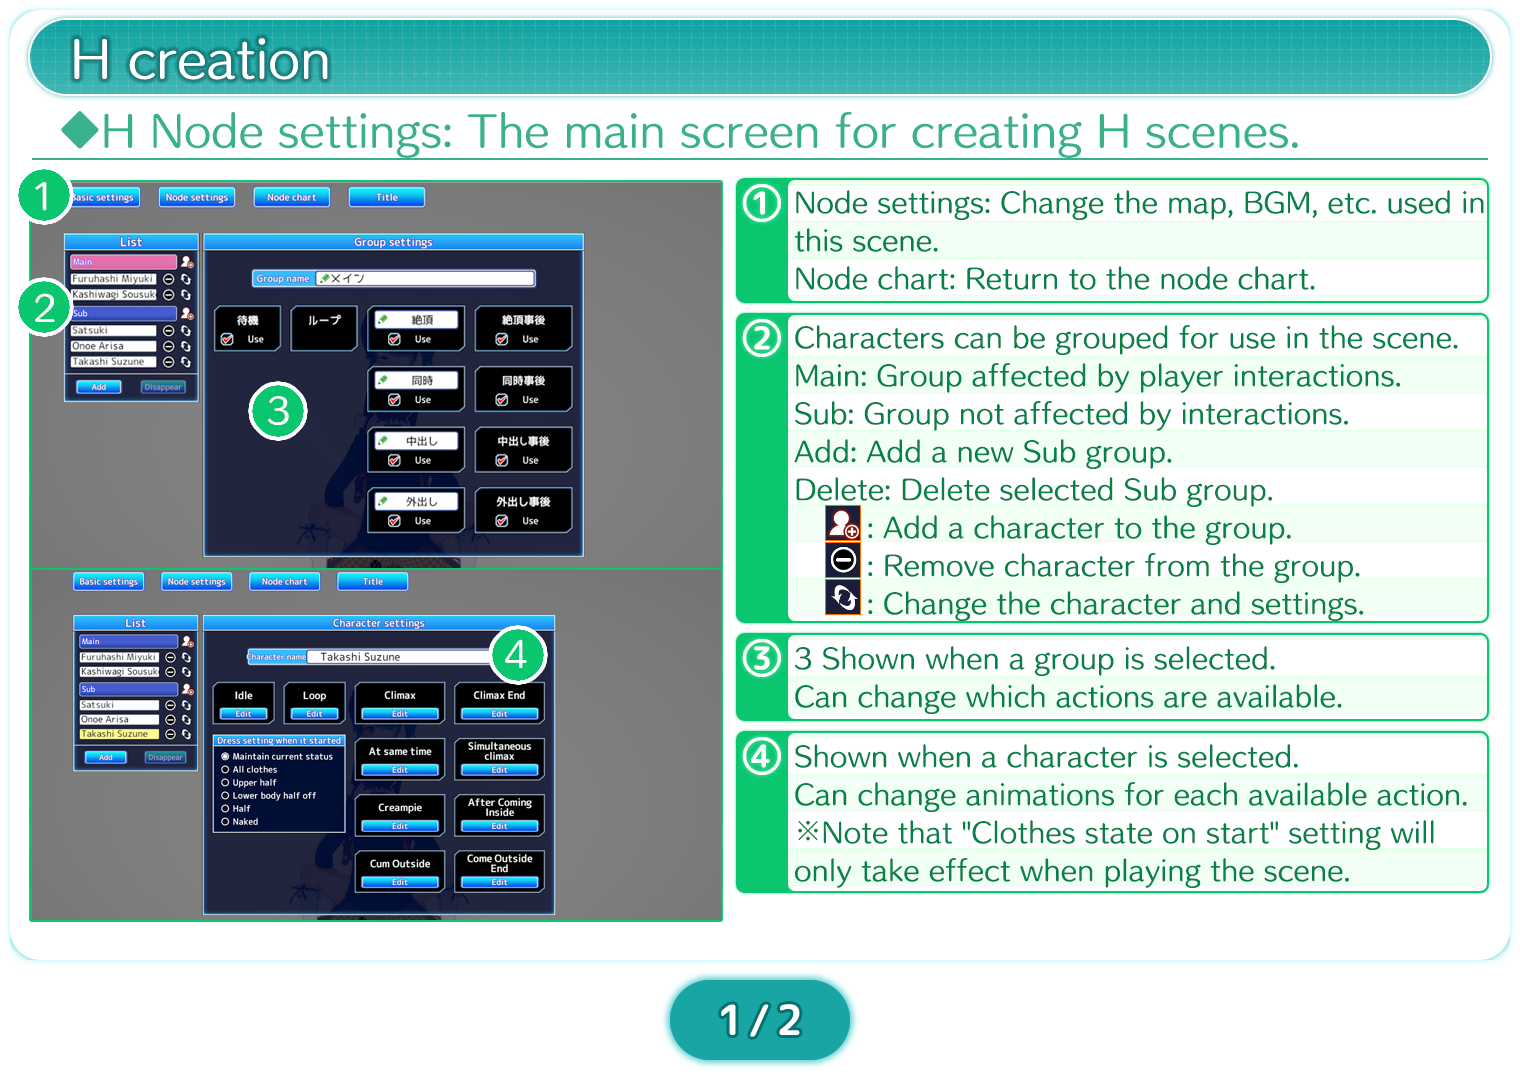 H creation
◆H Node settings: The main screen for creating H scenes.
1
Basic settings
Node settings
Node chart
Title
List
Main
Furuhashi Miyuki
Kashiwagi Sousuk
2
Sub
Satsuki
Onoe Arisa
Takashi Suzune
Add
Disappear
Group settings
Group name
メイン
待機
Use
ループ
絶頂
Use
絶頂事後
Use
3
同時
Use
同時事後
Use
中出し
Use
中出し事後
Use
外出し
Use
外出し事後
Use
Basic settings
Node settings
Node chart
Title
List
Main
Furuhashi Miyuki
Kashiwagi Sousuk
Sub
Satsuki
Onoe Arisa
Takashi Suzune
Add
Disappear
Character settings
Character name
Takashi Suzune
4
Idle
Edit
Loop
Edit
Climax
Edit
Climax End
Edit
Dress setting when it started
Maintain current status
All clothes
Upper half
Lower body half off
Half
Naked
At same time
Edit
Simultaneous
climax
Edit
Creampie
Edit
After Coming
Inside
Edit
Cum Outside
Edit
Come Outside
End
Edit
①
Node settings: Change the map, BGM, etc. used in
this scene.
Node chart: Return to the node chart.
②
Characters can be grouped for use in the scene.
Main: Group affected by player interactions.
Sub: Group not affected by interactions.
Add: Add a new Sub group.
Delete: Delete selected Sub group.
: Add a character to the group.
: Remove character from the group.
: Change the character and settings.
③
3 Shown when a group is selected.
Can change which actions are available.
④
Shown when a character is selected.
Can change animations for each available action.
※Note that "Clothes state on start" setting will
only take effect when playing the scene.
1/2